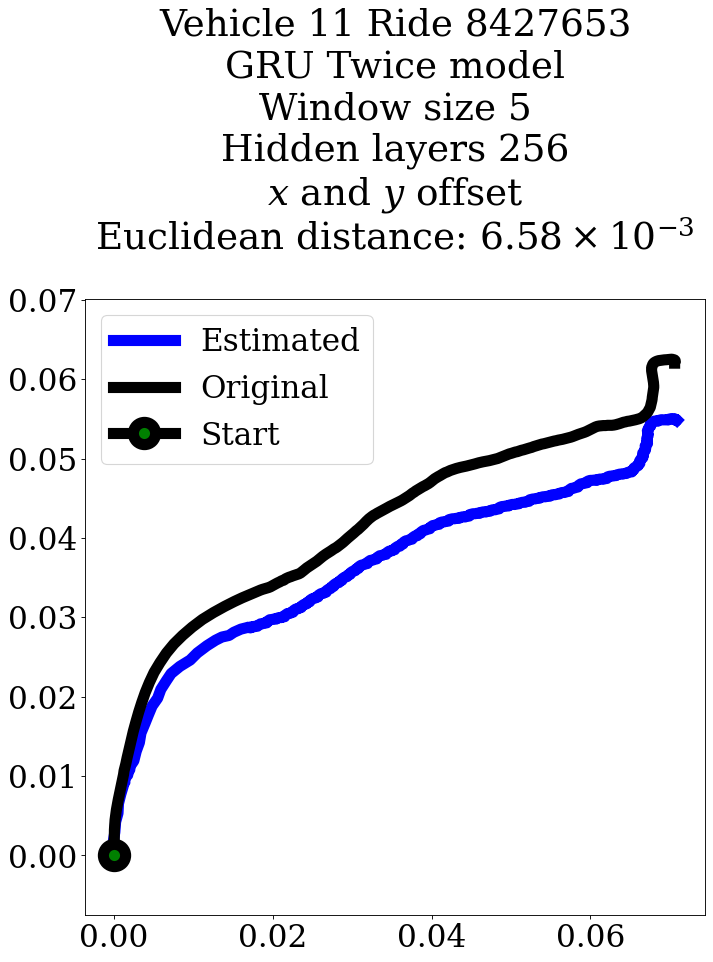 Vehicle 11 Ride 8427653
GRU Twice model
Window size 5
Hidden layers 256
x and y offset
Euclidean distance: 6.58 × 10⁻³
0.07
0.06
0.05
0.04
0.03
0.02
0.01
0.00
Estimated
Original
Start
0.00 0.02 0.04 0.06